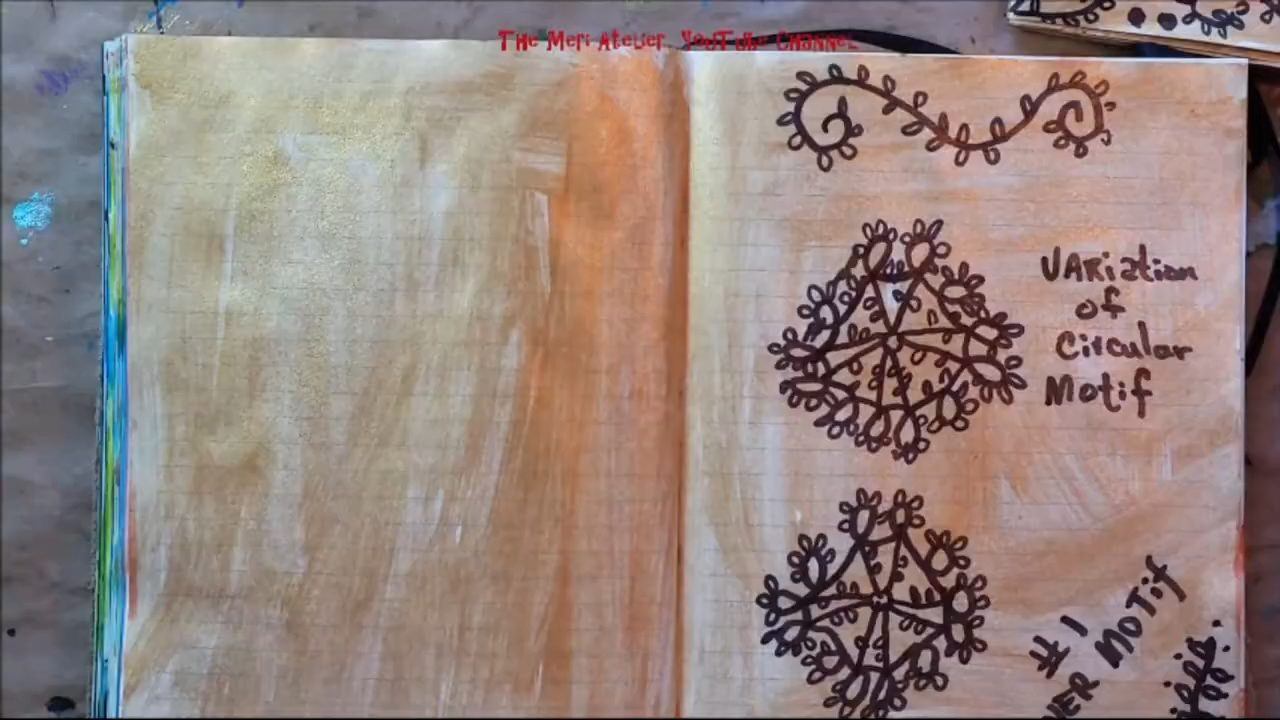 The Meri Atelier, YouTube Channel
VARiation
of
Circular
Motif
# 1
MOTif